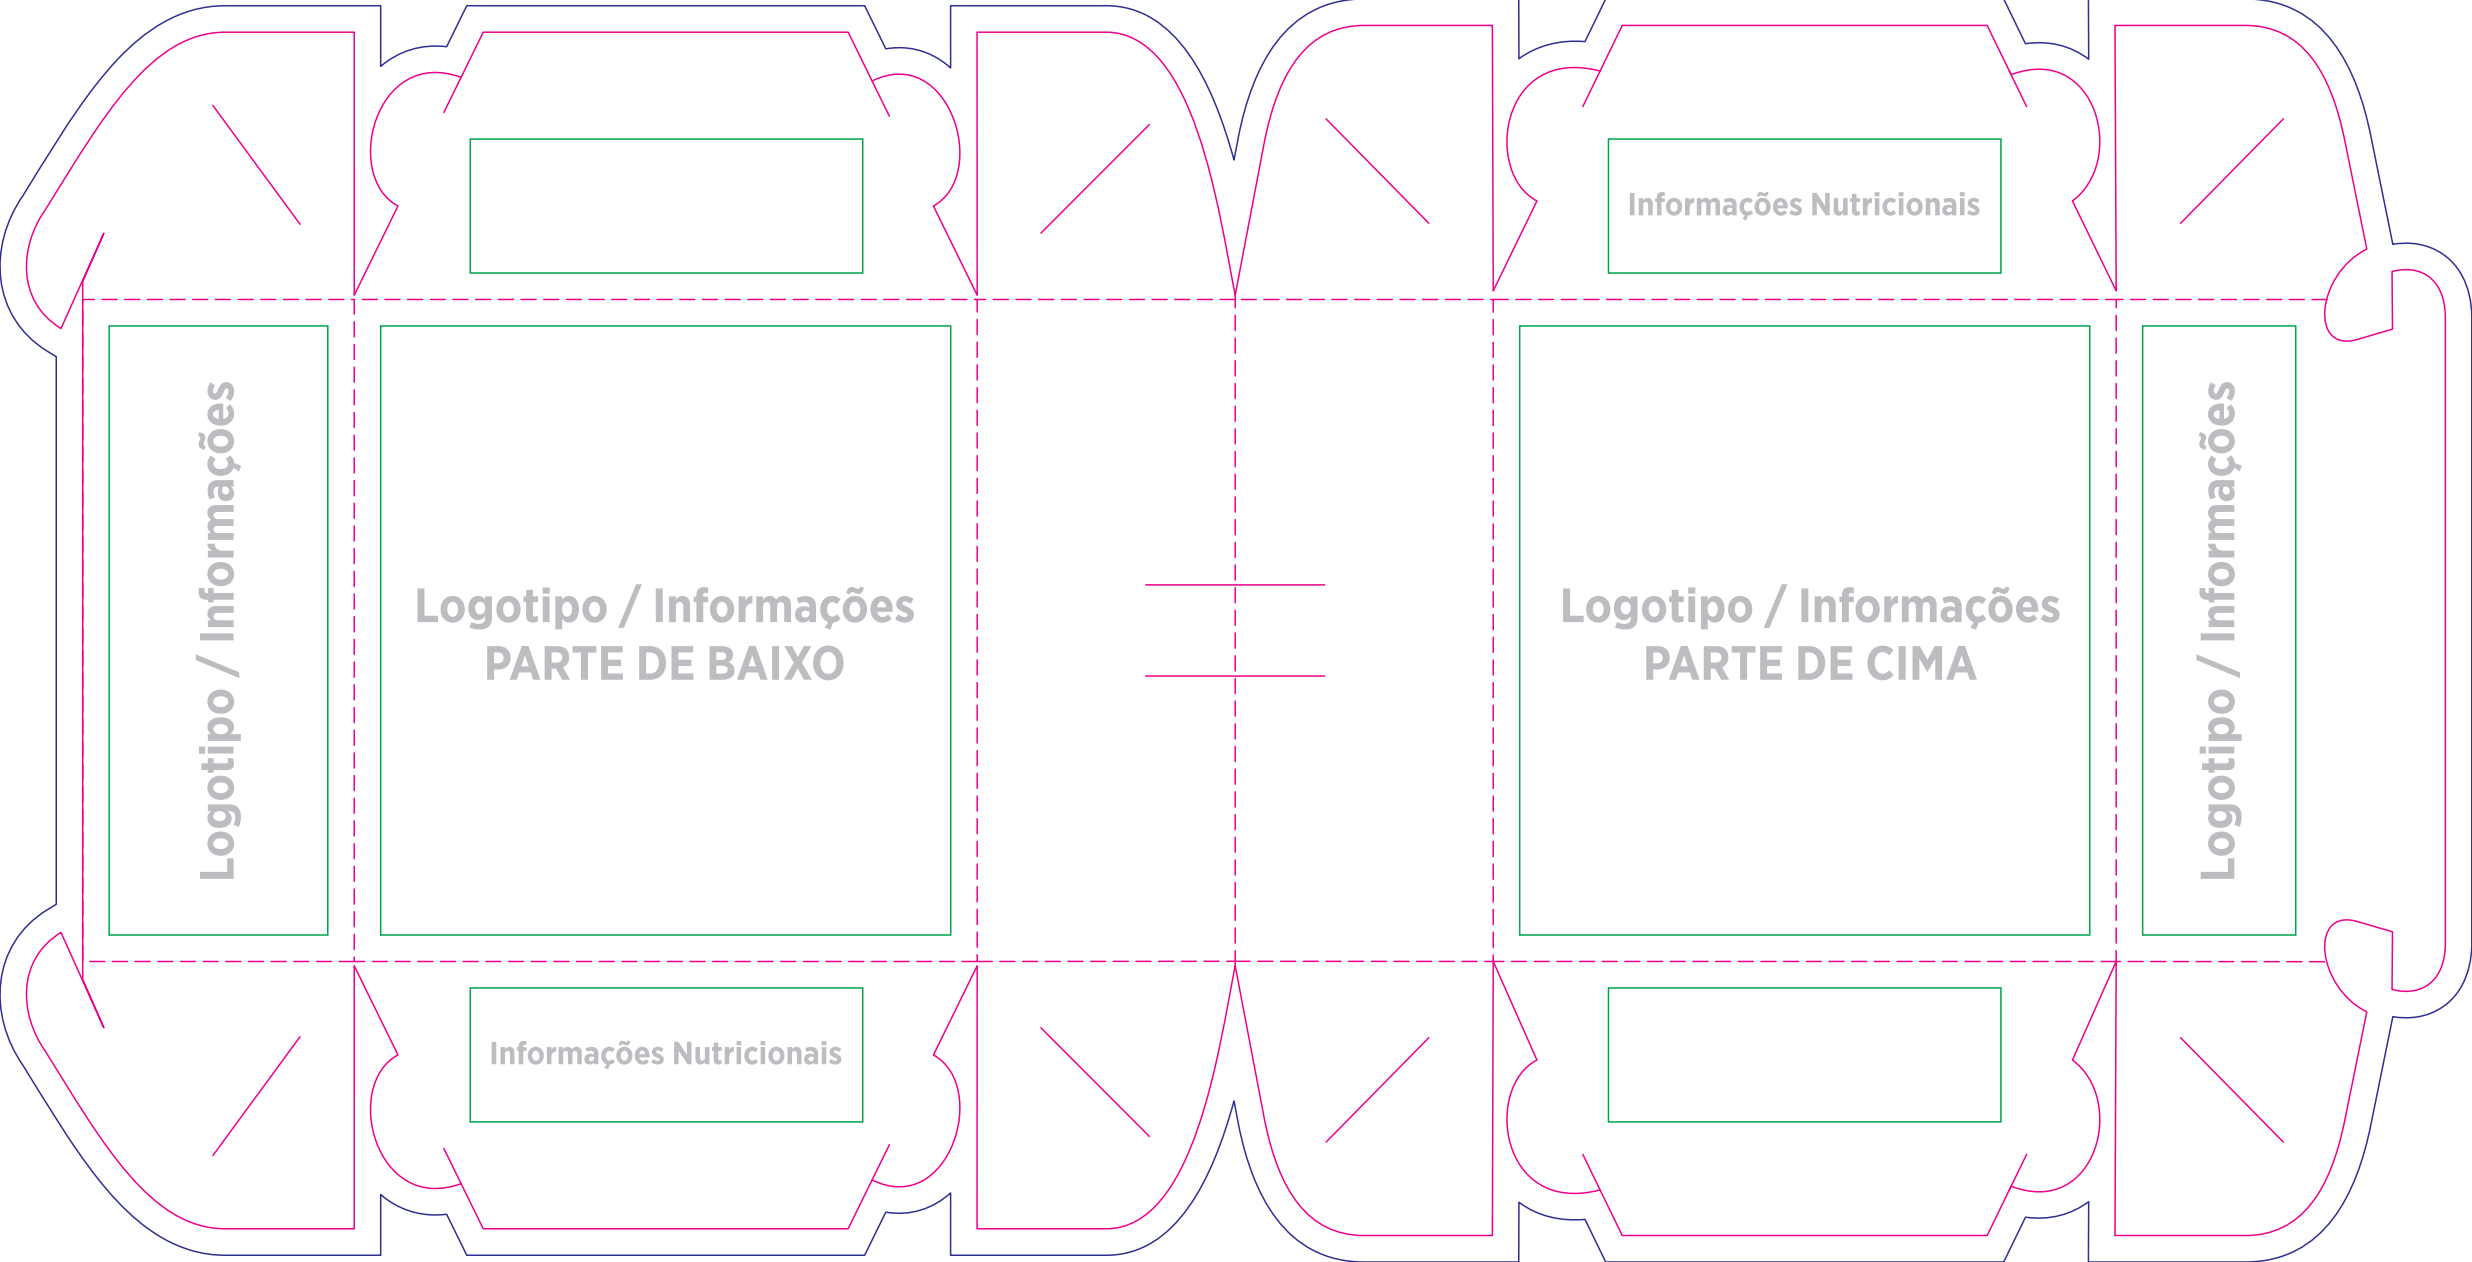 Informações Nutricionais
Logotipo / Informações
Logotipo / Informações
PARTE DE BAIXO
Logotipo / Informações
PARTE DE CIMA
Logotipo / Informações
Informações Nutricionais